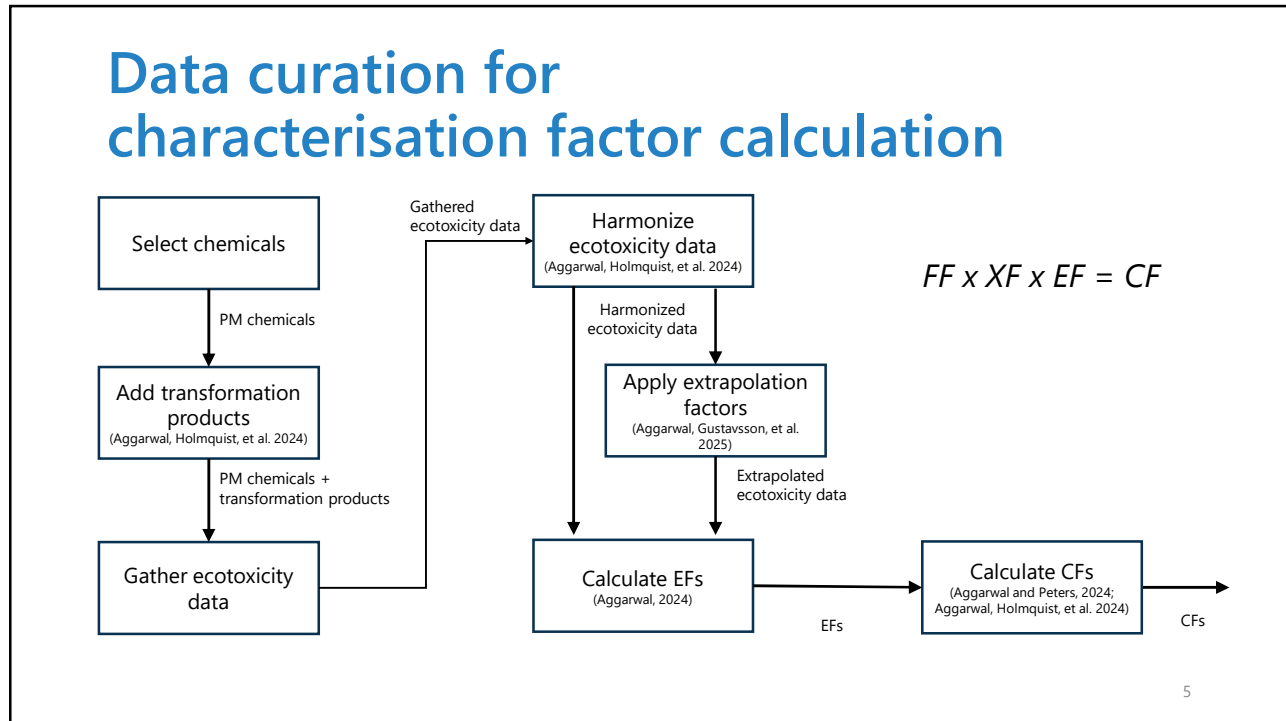 Data curation for
characterisation factor calculation
Select chemicals
PM chemicals
Add transformation
products
(Aggarwal, Holmquist, et al. 2024)
PM chemicals +
transformation products
Gather ecotoxicity
data
Gathered
ecotoxicity data
Harmonize
ecotoxicity data
(Aggarwal, Holmquist, et al. 2024)
Harmonized
ecotoxicity data
Apply extrapolation
factors
(Aggarwal, Gustavsson, et al.
2025)
Extrapolated
ecotoxicity data
Calculate EFs
(Aggarwal, 2024)
EFs
Calculate CFs
(Aggarwal and Peters, 2024;
Aggarwal, Holmquist, et al. 2024)
CFs
FF x XF x EF = CF
5